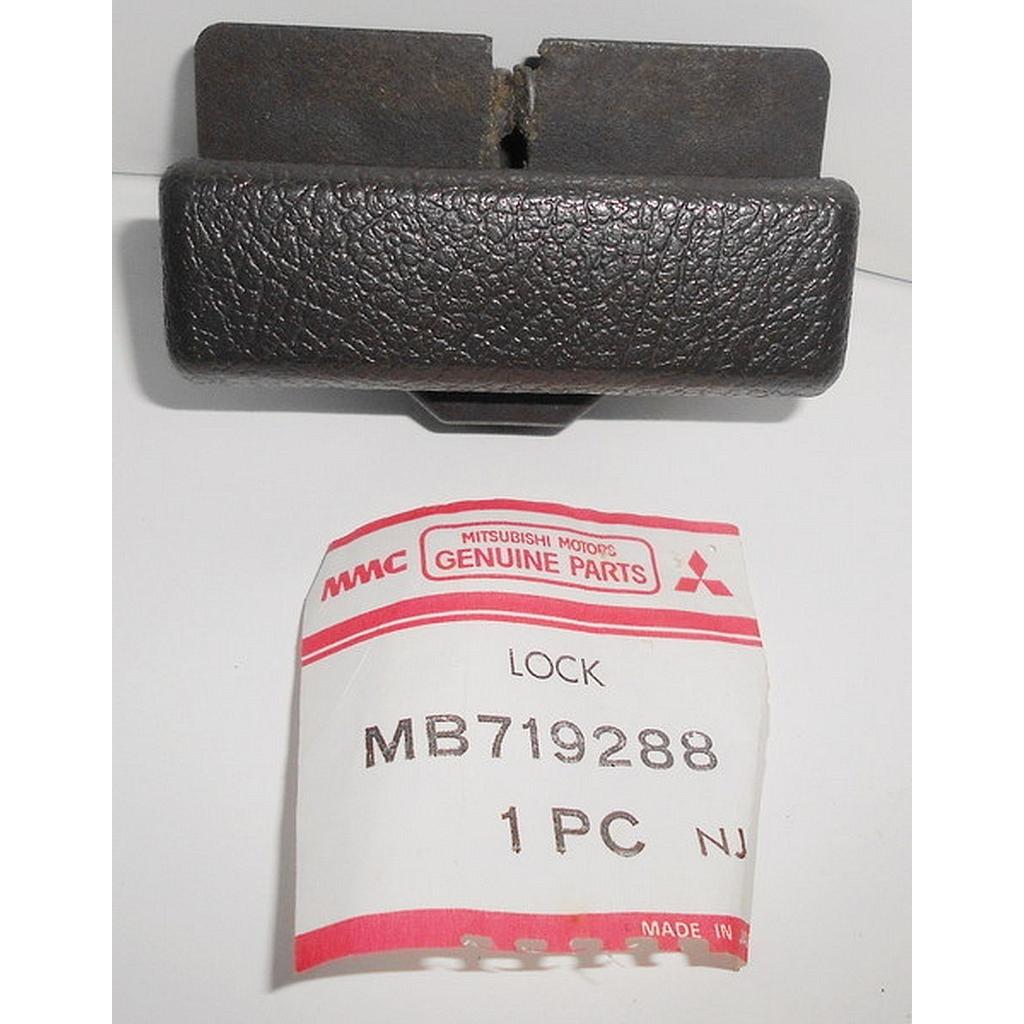 MMC
MITSUBISHI MOTORS
GENUINE PARTS
LOCK
MB719288
1 PC NJ
MADE IN